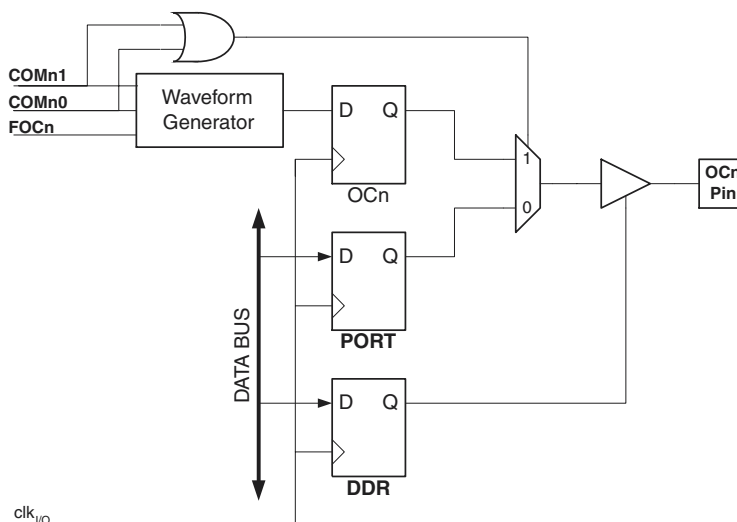 COMn1
COMn0
FOCn
Waveform
Generator
D Q
OCn
1
0
OCn
Pin
D Q
PORT
D Q
DDR
DATA BUS
clkI/O